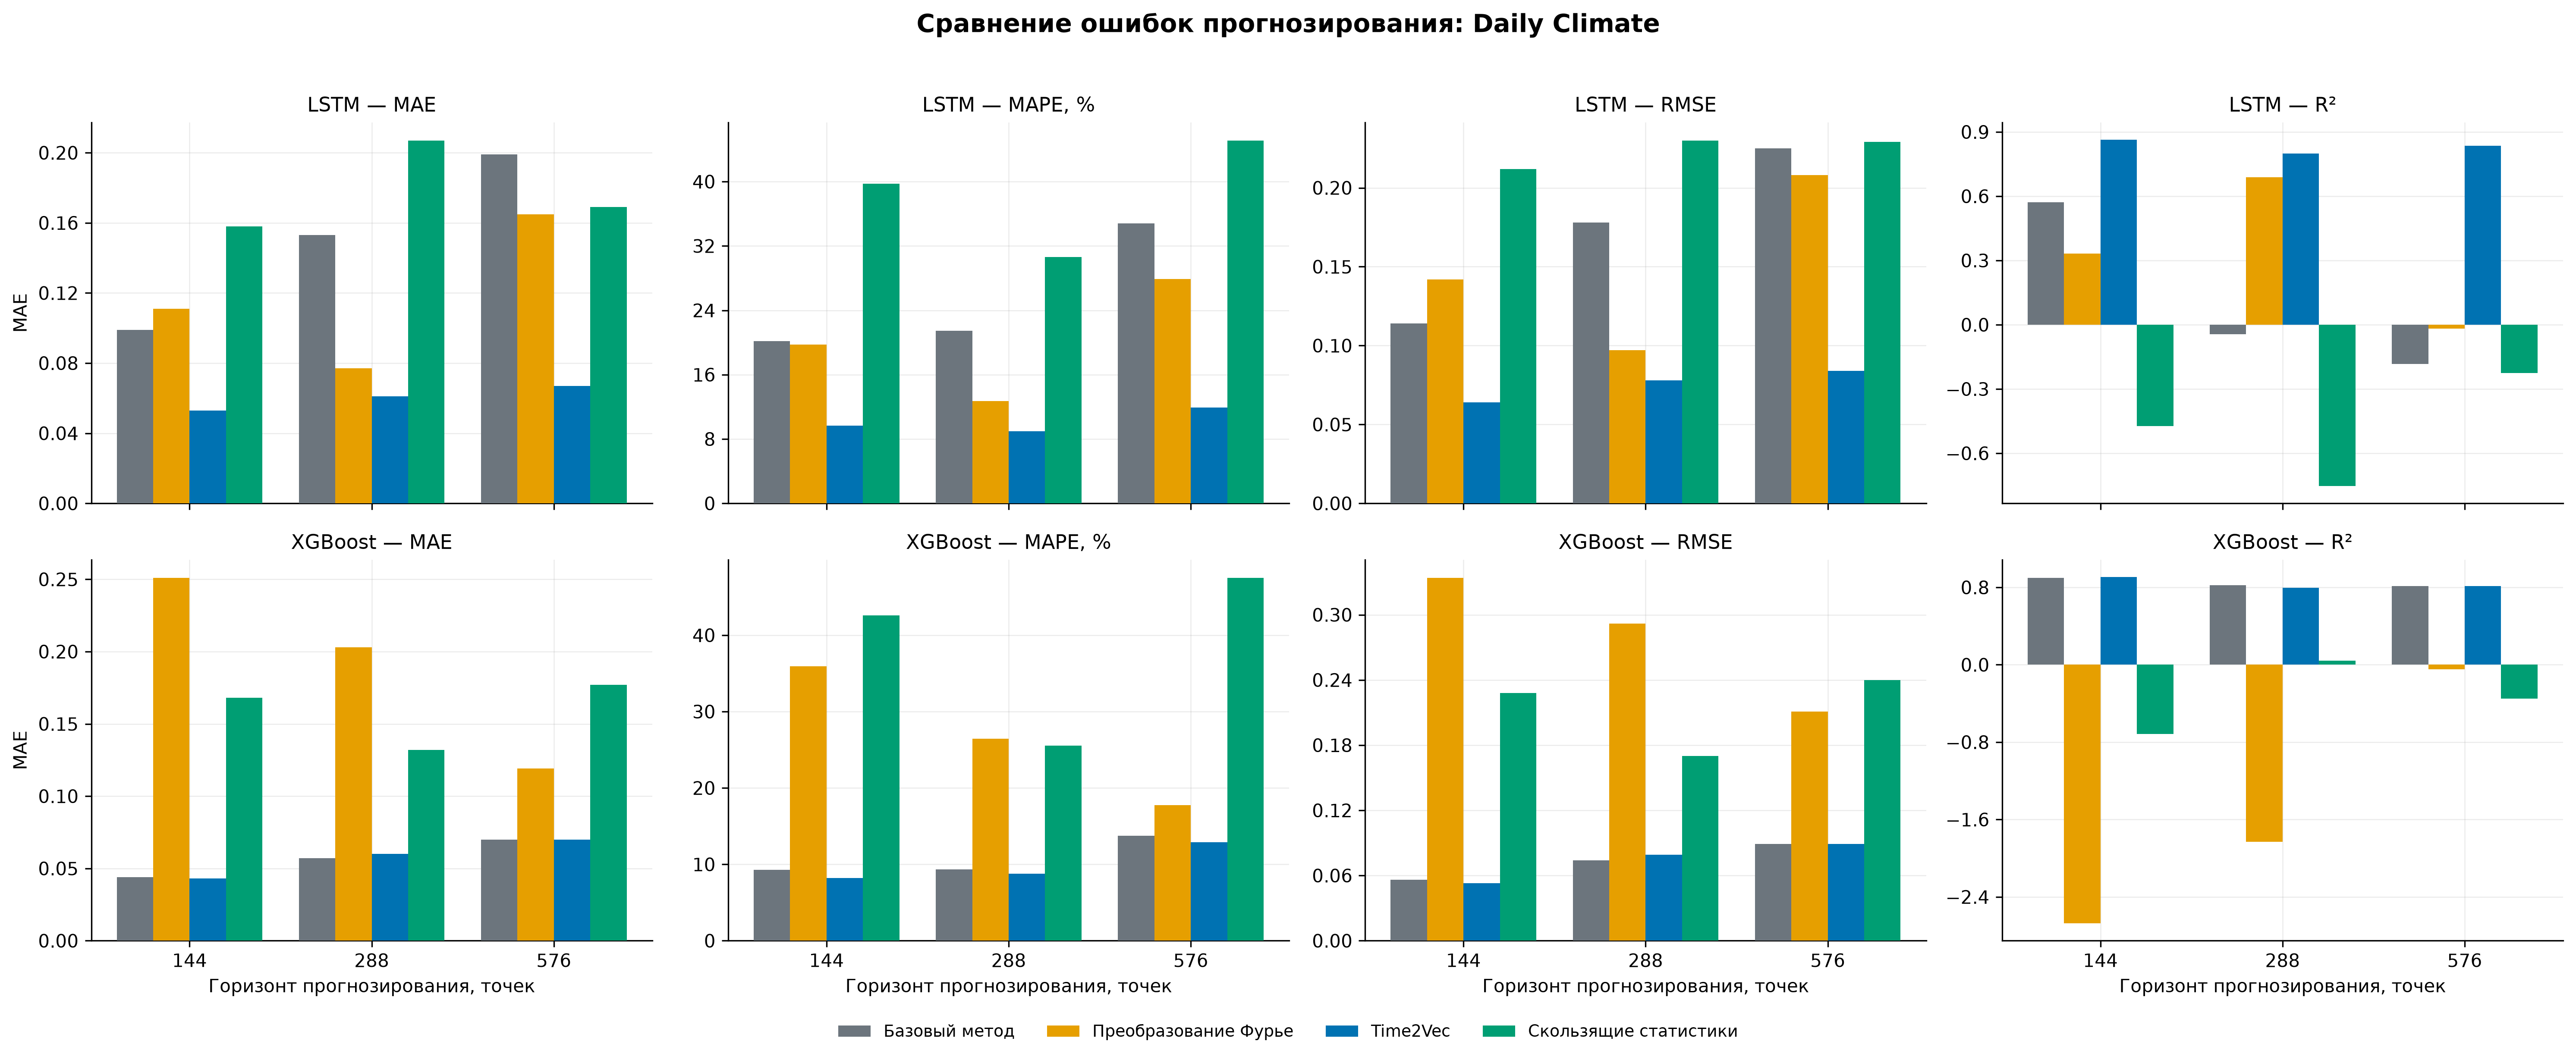 Сравнение ошибок прогнозирования: Daily Climate
LSTM — MAE
MAE
0.20
0.16
0.12
0.08
0.04
0.00
LSTM — MAPE, %
40
32
24
16
8
0
LSTM — RMSE
0.20
0.15
0.10
0.05
0.00
LSTM — R²
0.9
0.6
0.3
0.0
−0.3
−0.6
XGBoost — MAE
MAE
0.25
0.20
0.15
0.10
0.05
0.00
144 288 576
Горизонт прогнозирования, точек
XGBoost — MAPE, %
40
30
20
10
0
144 288 576
Горизонт прогнозирования, точек
XGBoost — RMSE
0.30
0.24
0.18
0.12
0.06
0.00
144 288 576
Горизонт прогнозирования, точек
XGBoost — R²
0.8
0.0
−0.8
−1.6
−2.4
144 288 576
Горизонт прогнозирования, точек
Базовый метод Преобразование Фурье Time2Vec Скользящие статистики